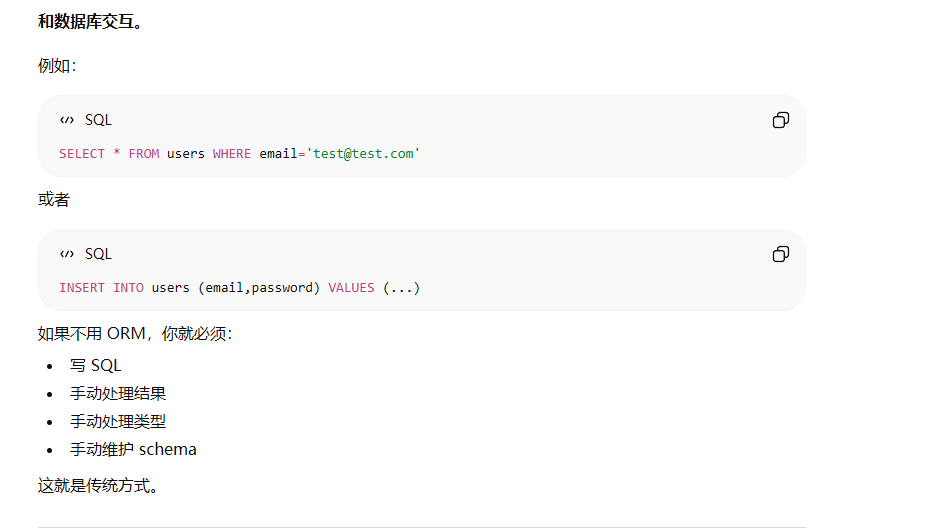 和数据库交互。
例如：
SQL
SELECT * FROM users WHERE email='test@test.com'
或者
SQL
INSERT INTO users (email,password) VALUES (...)
如果不用 ORM，你就必须：
写 SQL
手动处理结果
手动处理类型
手动维护 schema
这就是传统方式。